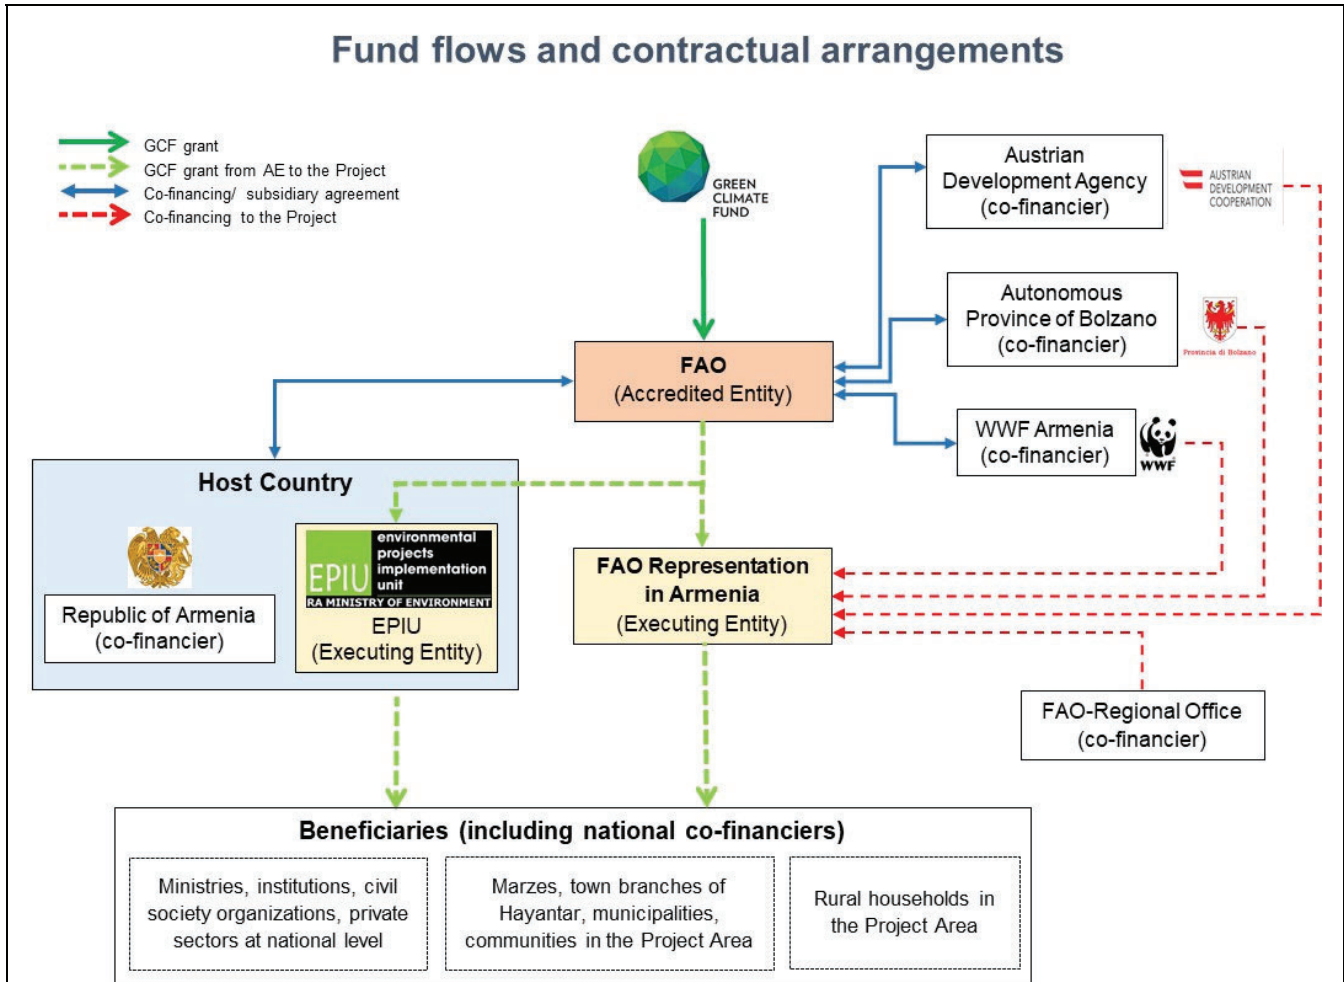 Fund flows and contractual arrangements
GCF grant
GCF grant from AE to the Project
Co-financing/ subsidiary agreement
Co-financing to the Project
GREEN
CLIMATE
FUND
Austrian
Development Agency
(co-financier)
AUSTRIAN
DEVELOPMENT
COOPERATION
Autonomous
Province of Bolzano
(co-financier)
Provincia di Bolzano
FAO
(Accredited Entity)
WWF Armenia
(co-financier)
WWF
Host Country
Republic of Armenia
(co-financier)
EPIU
environmental
projects
implementation
unit
RA MINISTRY OF ENVIRONMENT
EPIU
(Executing Entity)
FAO Representation
in Armenia
(Executing Entity)
FAO-Regional Office
(co-financier)
Beneficiaries (including national co-financiers)
Ministries, institutions, civil
society organizations, private
sectors at national level
Marzes, town branches of
Hayantar, municipalities,
communities in the Project Area
Rural households in
the Project Area